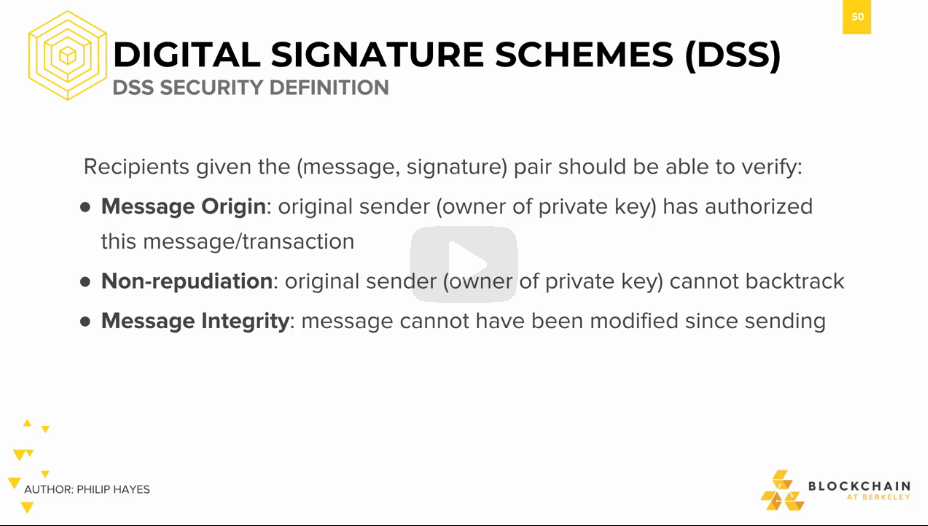 50
DIGITAL SIGNATURE SCHEMES (DSS)
DSS SECURITY DEFINITION
Recipients given the (message, signature) pair should be able to verify:
● Message Origin: original sender (owner of private key) has authorized
this message/transaction
● Non-repudiation: original sender (owner of private key) cannot backtrack
● Message Integrity: message cannot have been modified since sending
AUTHOR: PHILIP HAYES
BLOCKCHAIN
AT BERKELEY